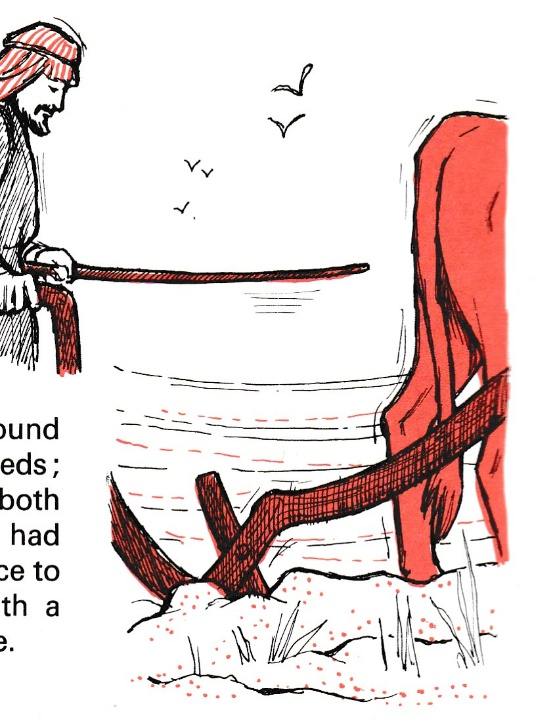 ound
eds;
both
had
ce to
th a
e.